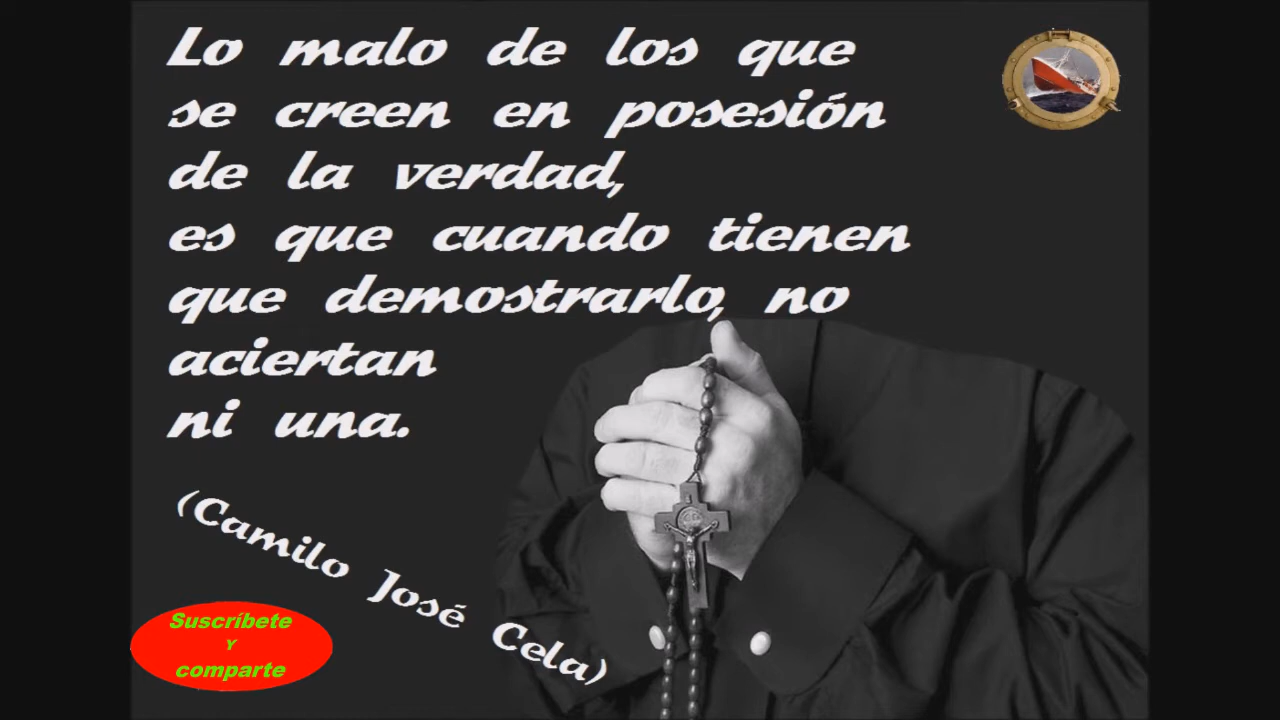 Lo malo de los que
se creen en posesión
de la verdad,
es que cuando tienen
que demostrarlo, no
aciertan
ni una.
(Camilo José Cela)
Suscríbete
Y
comparte